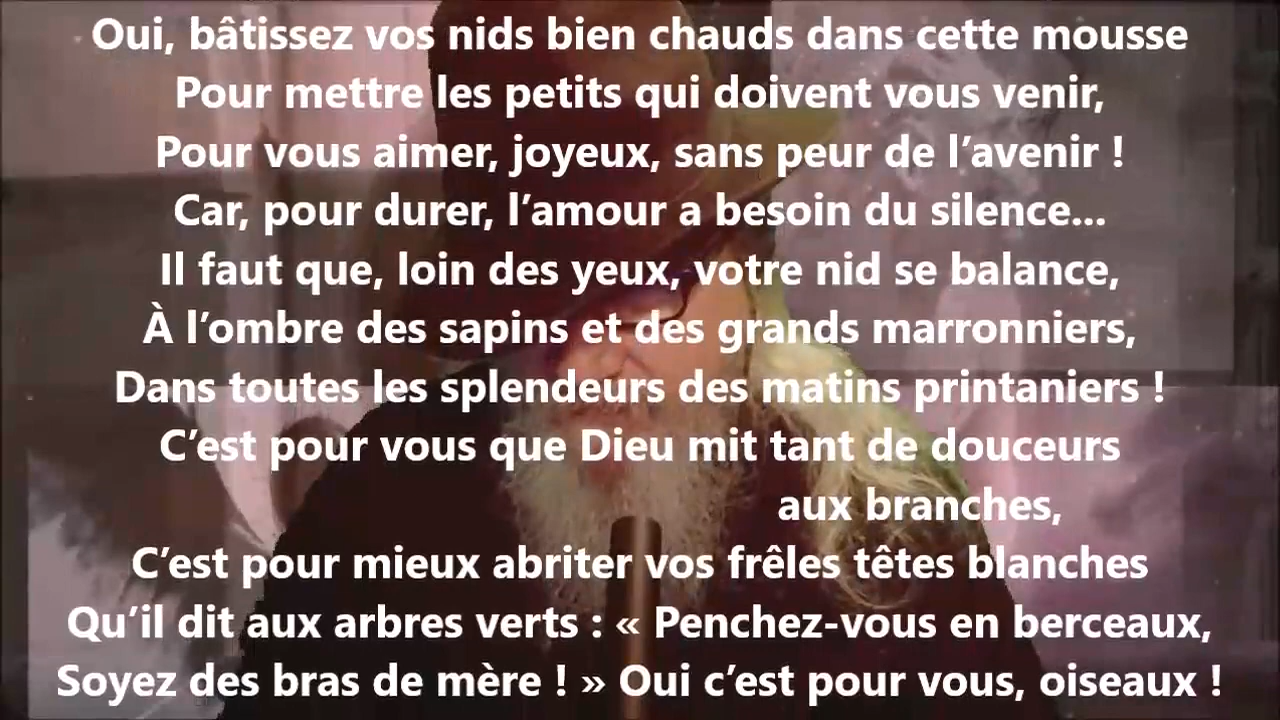 Oui, bâtissez vos nids bien chauds dans cette mousse
Pour mettre les petits qui doivent vous venir,
Pour vous aimer, joyeux, sans peur de l’avenir !
Car, pour durer, l’amour a besoin du silence...
Il faut que, loin des yeux, votre nid se balance,
À l’ombre des sapins et des grands marronniers,
Dans toutes les splendeurs des matins printaniers !
C’est pour vous que Dieu mit tant de douceurs
aux branches,
C’est pour mieux abriter vos frêles têtes blanches
Qu’il dit aux arbres verts : « Penchez-vous en berceaux,
Soyez des bras de mère ! » Oui c’est pour vous, oiseaux !